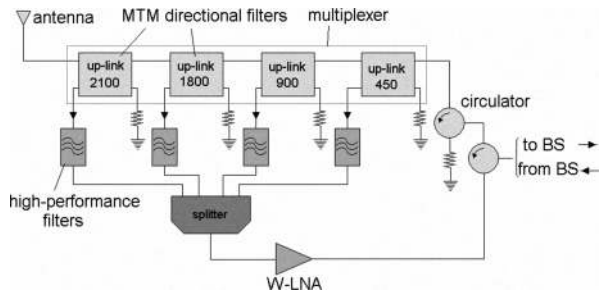 antenna
MTM directional filters
multiplexer
up-link
2100
up-link
1800
up-link
900
up-link
450
circulator
to BS
from BS
high-performance
filters
splitter
W-LNA